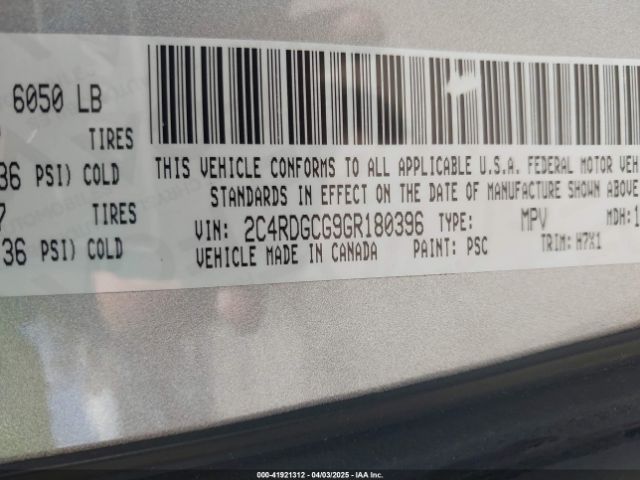 6050 LB
TIRES
36 PSI) COLD
TIRES
36 PSI) COLD
THIS VEHICLE CONFORMS TO ALL APPLICABLE U.S.A. FEDERAL MOTOR VEH
STANDARDS IN EFFECT ON THE DATE OF MANUFACTURE SHOWN ABOVE
VIN: 2C4RDGCG9GR180396 TYPE: MPV MDH: 1
VEHICLE MADE IN CANADA PAINT: PSC TRIM: H7X1
000-41921312 - 04/03/2025 - IAA Inc.